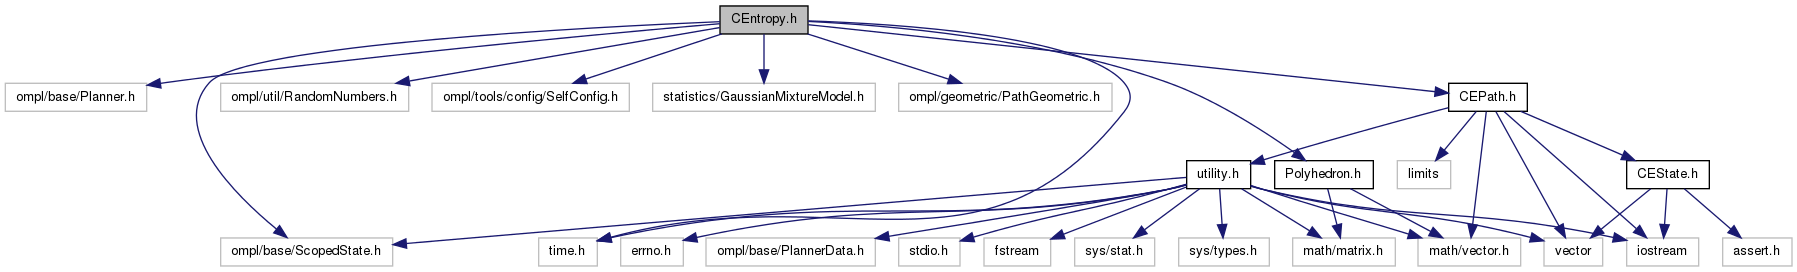 CEntropy.h
ompl/base/Planner.h
ompl/util/RandomNumbers.h
ompl/tools/config/SelfConfig.h
statistics/GaussianMixtureModel.h
ompl/geometric/PathGeometric.h
CEPath.h
utility.h
Polyhedron.h
limits
CEState.h
ompl/base/ScopedState.h
time.h
errno.h
ompl/base/PlannerData.h
stdio.h
fstream
sys/stat.h
sys/types.h
math/matrix.h
math/vector.h
vector
iostream
assert.h